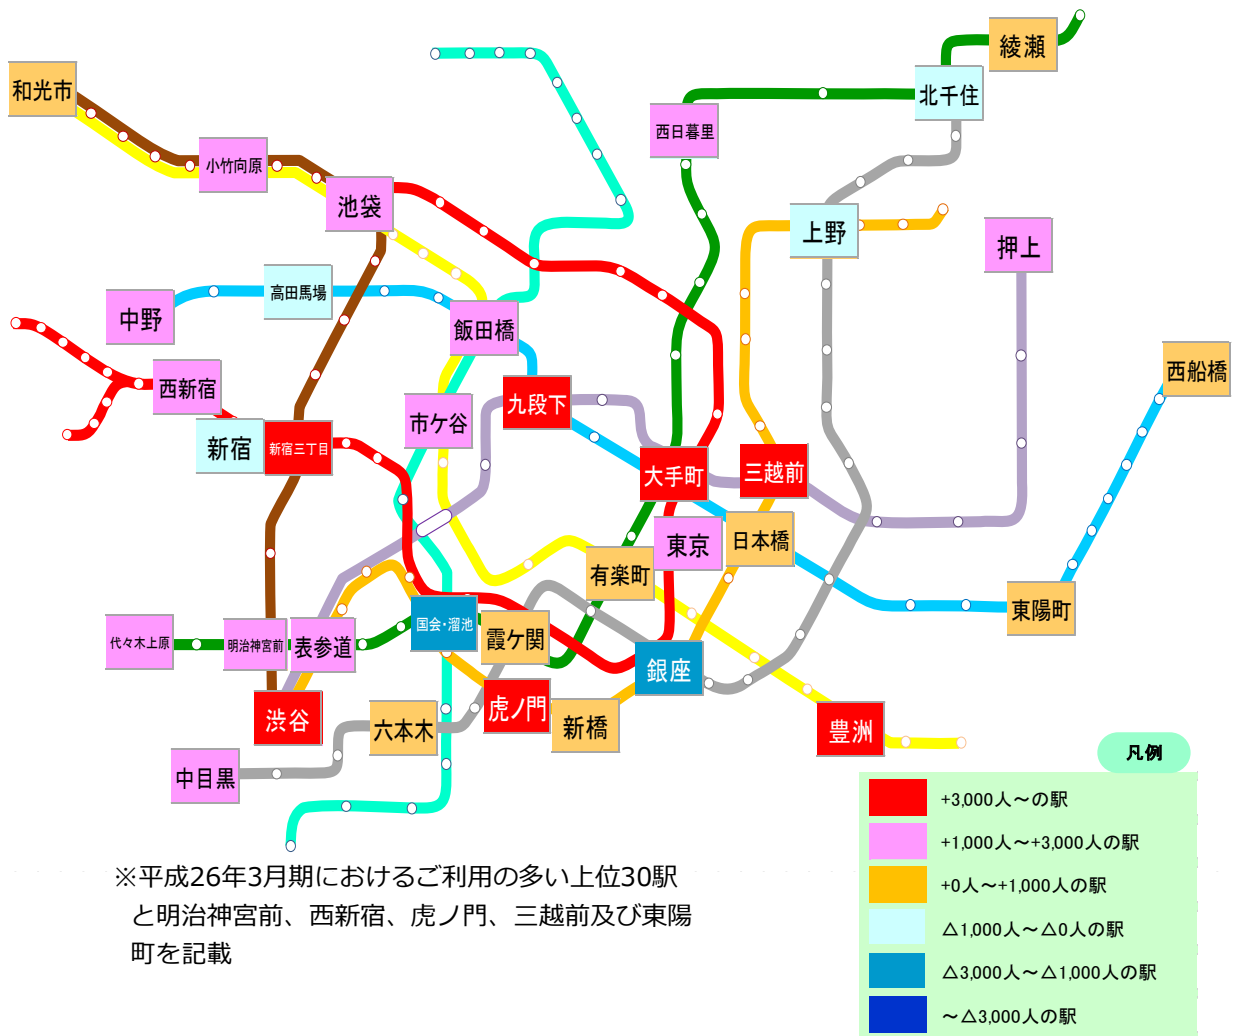 綾瀬
和光市
北千住
西日暮里
小竹向原
池袋
上野
押上
高田馬場
中野
飯田橋
西船橋
西新宿
九段下
市ケ谷
新宿
新宿三丁目
大手町
三越前
東京
日本橋
有楽町
東陽町
国会・溜池
霞ケ関
代々木上原
明治神宮前
表参道
銀座
渋谷
六本木
虎ノ門
新橋
豊洲
中目黒
凡例
+3,000人～の駅
+1,000人～+3,000人の駅
+0人～+1,000人の駅
△1,000人～△0人の駅
△3,000人～△1,000人の駅
～△3,000人の駅
※平成26年3月期におけるご利用の多い上位30駅
と明治神宮前、西新宿、虎ノ門、三越前及び東陽
町を記載